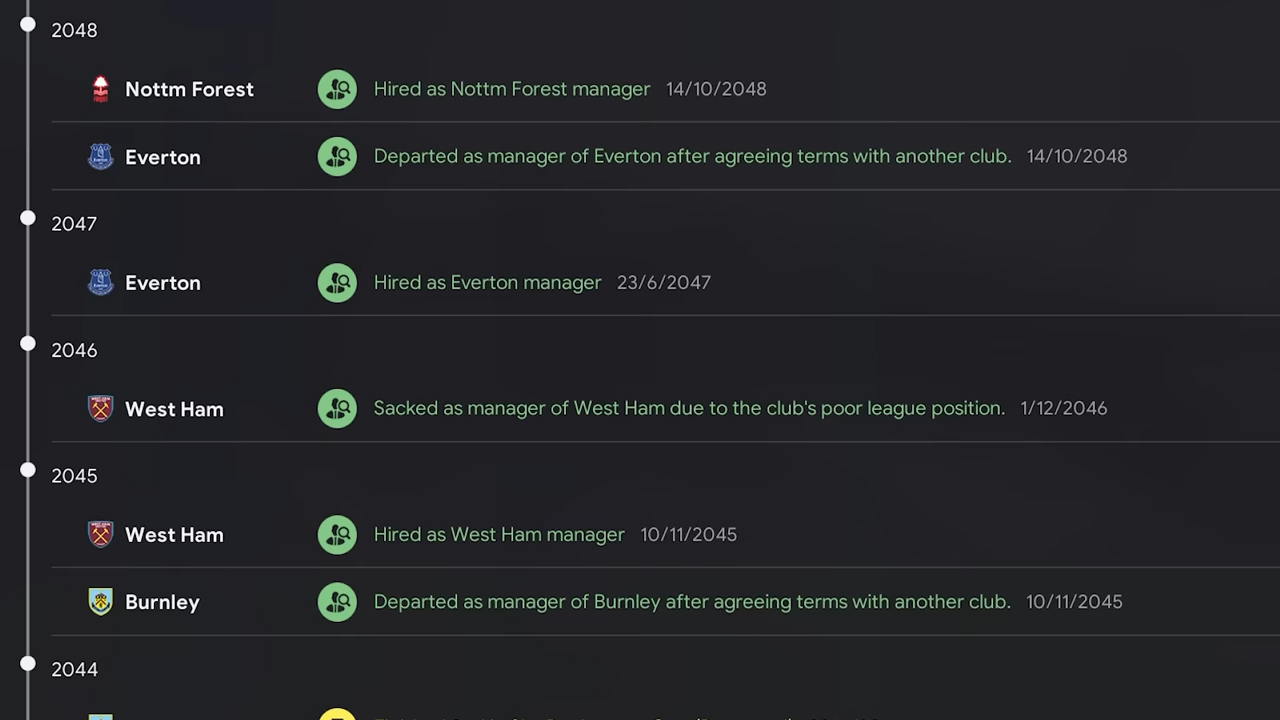 2048
Nottm Forest Hired as Nottm Forest manager 14/10/2048
Everton Departed as manager of Everton after agreeing terms with another club. 14/10/2048
2047
Everton Hired as Everton manager 23/6/2047
2046
West Ham Sacked as manager of West Ham due to the club's poor league position. 1/12/2046
2045
West Ham Hired as West Ham manager 10/11/2045
Burnley Departed as manager of Burnley after agreeing terms with another club. 10/11/2045
2044